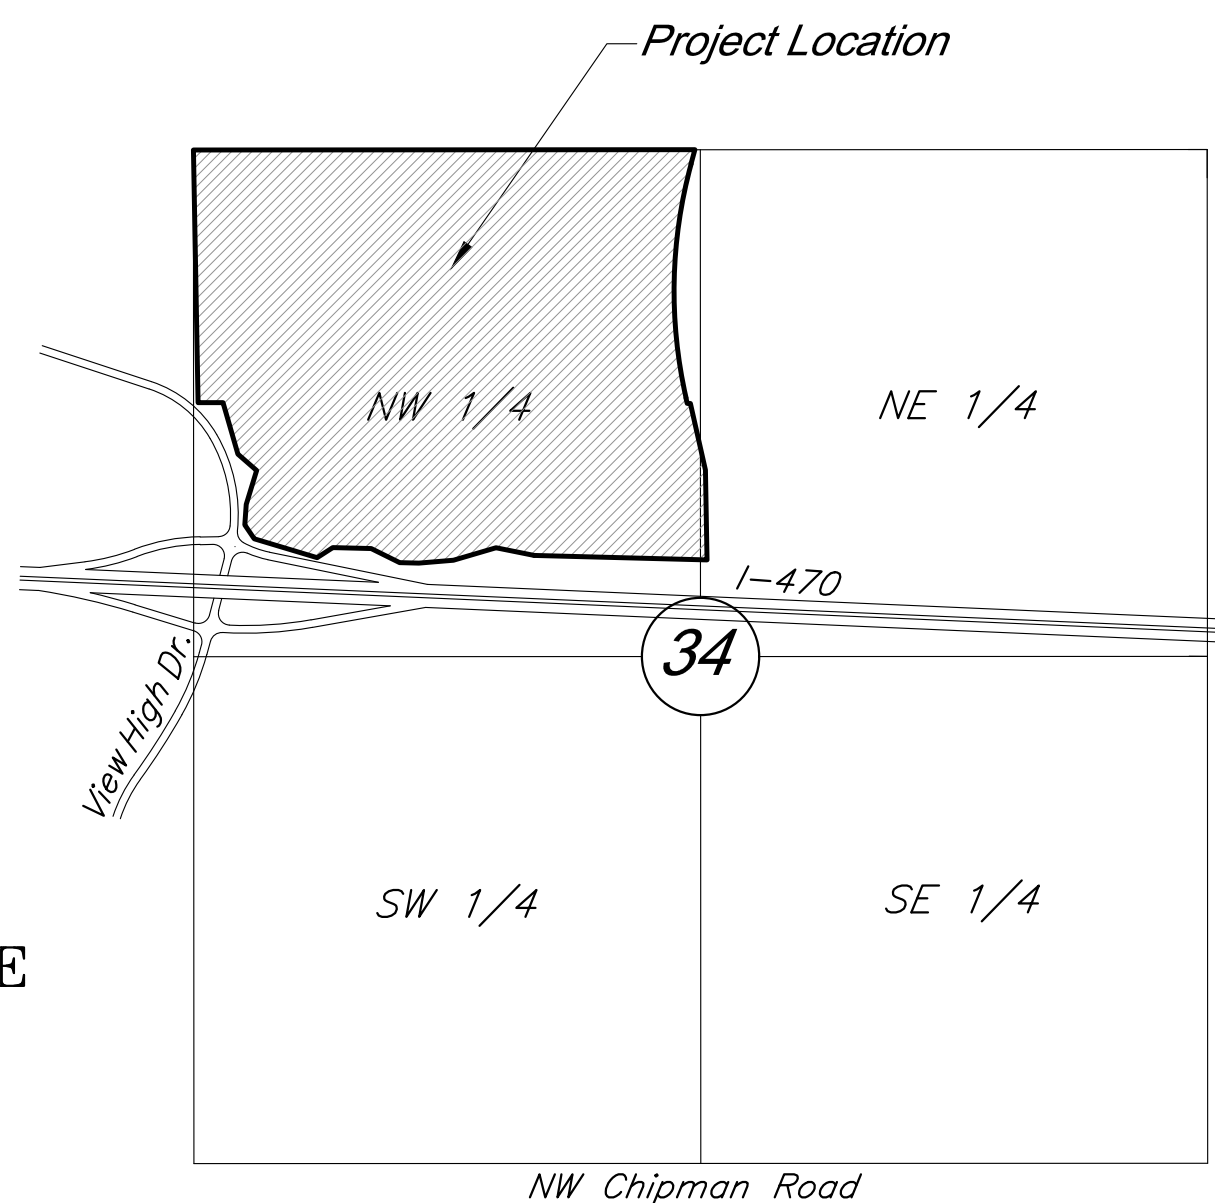 Project Location
NW 1/4
NE 1/4
I-470
34
View High Dr.
SW 1/4
SE 1/4
E
NW Chipman Road